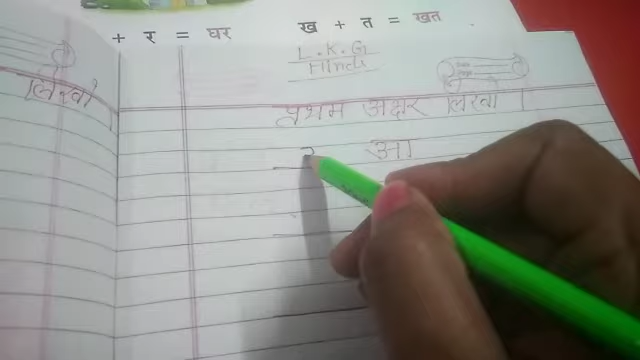 + र = घर ख + त = खत
L.K.G
Hindi
लिखो
प्रथम अक्षर लिखो ।
आ